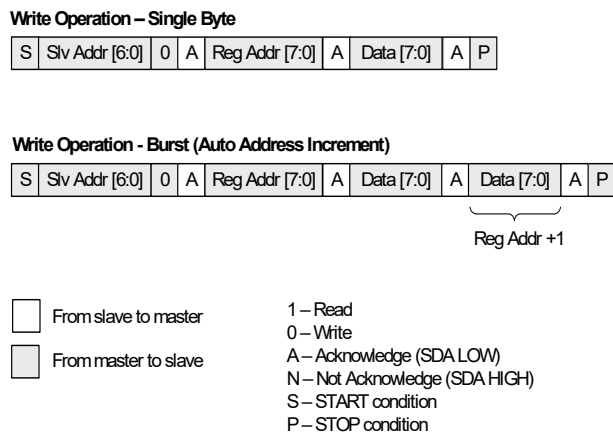 Write Operation – Single Byte
S Slv Addr [6:0] 0 A Reg Addr [7:0] A Data [7:0] A P
Write Operation - Burst (Auto Address Increment)
S Slv Addr [6:0] 0 A Reg Addr [7:0] A Data [7:0] A Data [7:0] A P
Reg Addr +1
From slave to master
From master to slave
1 – Read
0 – Write
A – Acknowledge (SDA LOW)
N – Not Acknowledge (SDA HIGH)
S – START condition
P – STOP condition